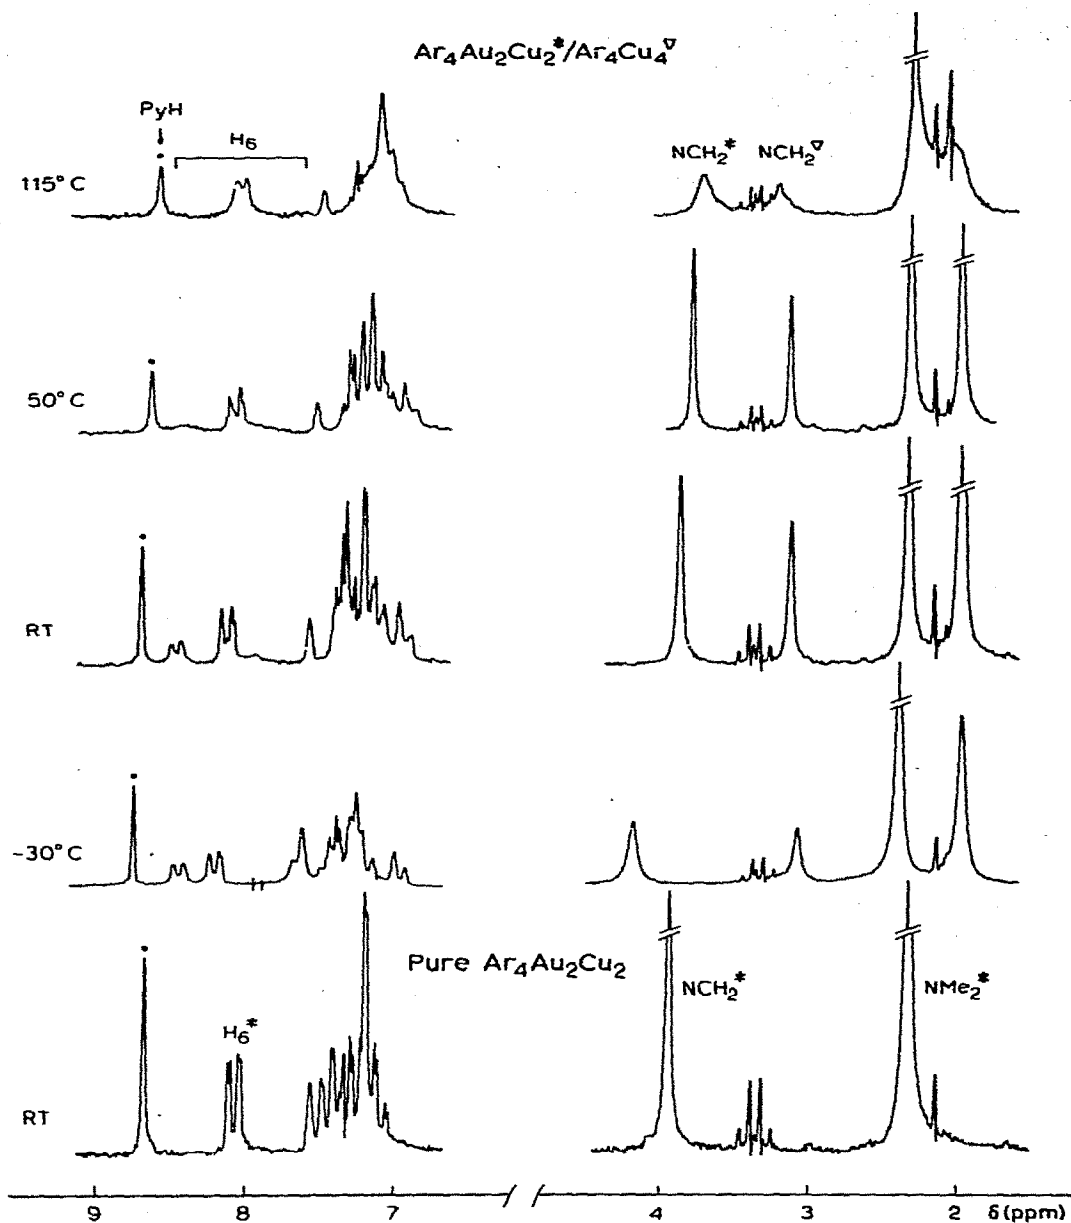 Ar₄Au₂Cu₂*/Ar₄Cu₄▽
PyH
H₆
NCH₂* NCH₂▽
115°C
50°C
RT
-30°C
Pure Ar₄Au₂Cu₂
NCH₂* NMe₂*
H₆*
RT
9 8 7 4 3 2 δ(ppm)